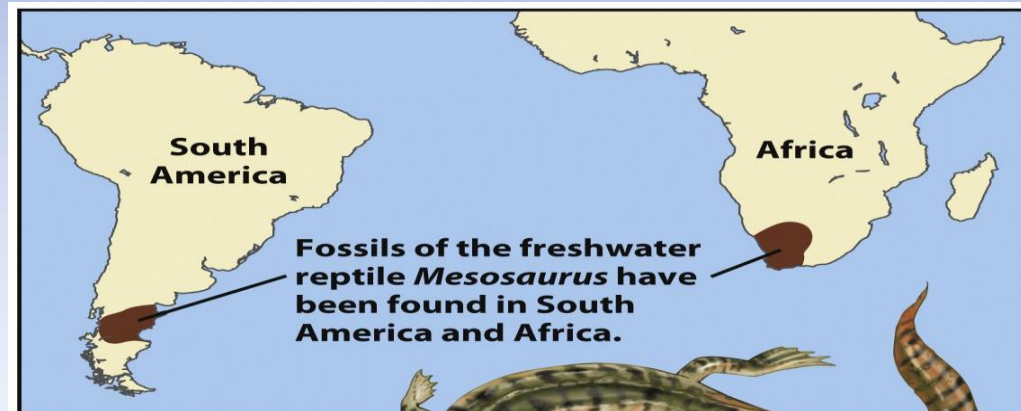 South
America
Africa
Fossils of the freshwater
reptile Mesosaurus have
been found in South
America and Africa.